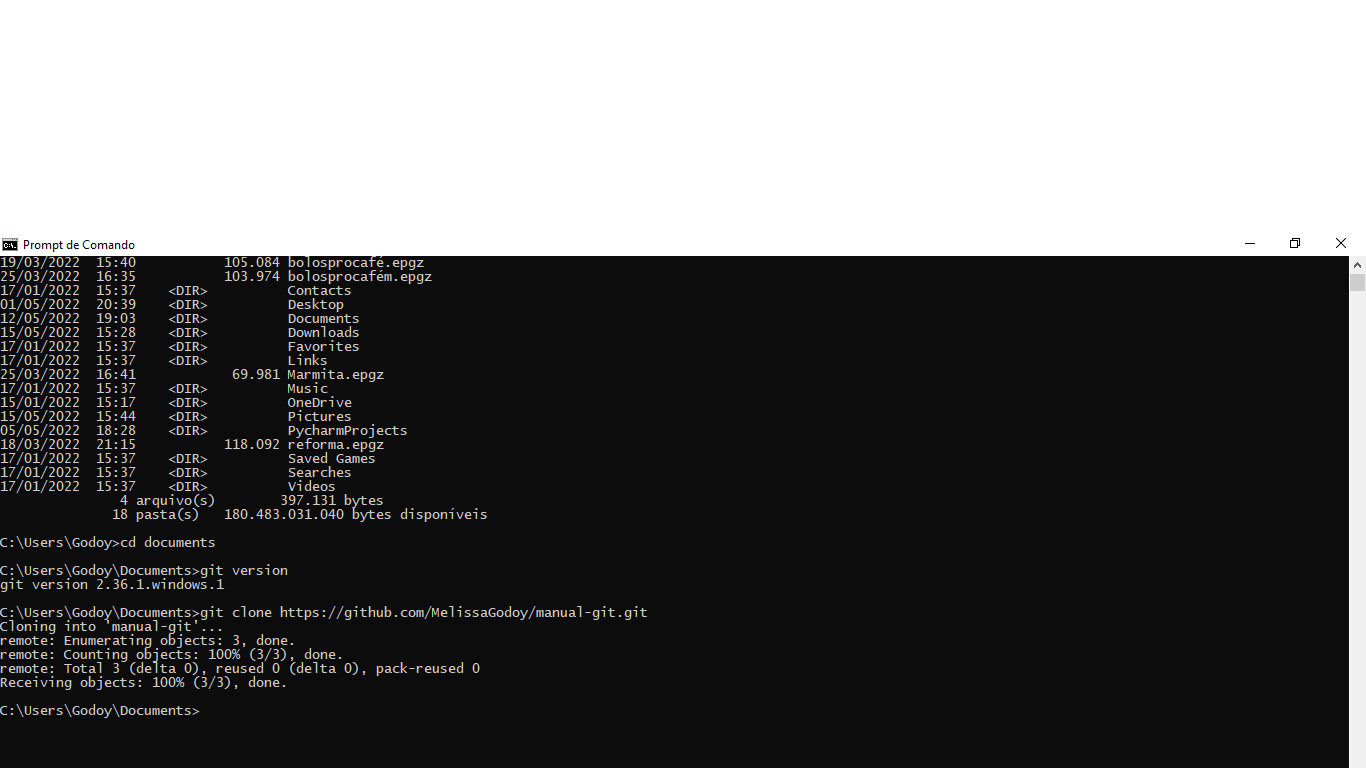 Prompt de Comando
19/03/2022  15:40           105.084 bolosprocafé.epgz
25/03/2022  16:35           103.974 bolosprocafém.epgz
17/01/2022  15:37    <DIR>          Contacts
01/05/2022  20:39    <DIR>          Desktop
12/05/2022  19:03    <DIR>          Documents
15/05/2022  15:28    <DIR>          Downloads
17/01/2022  15:37    <DIR>          Favorites
17/01/2022  15:37    <DIR>          Links
25/03/2022  16:41            69.981 Marmita.epgz
17/01/2022  15:37    <DIR>          Music
15/01/2022  15:17    <DIR>          OneDrive
15/05/2022  15:44    <DIR>          Pictures
05/05/2022  18:28    <DIR>          PycharmProjects
18/03/2022  21:15           118.092 reforma.epgz
17/01/2022  15:37    <DIR>          Saved Games
17/01/2022  15:37    <DIR>          Searches
17/01/2022  15:37    <DIR>          Videos
               4 arquivo(s)        397.131 bytes
              18 pasta(s)   180.483.031.040 bytes disponíveis
C:\Users\Godoy>cd documents
C:\Users\Godoy\Documents>git version
git version 2.36.1.windows.1
C:\Users\Godoy\Documents>git clone https://github.com/MelissaGodoy/manual-git.git
Cloning into 'manual-git'...
remote: Enumerating objects: 3, done.
remote: Counting objects: 100% (3/3), done.
remote: Total 3 (delta 0), reused 0 (delta 0), pack-reused 0
Receiving objects: 100% (3/3), done.
C:\Users\Godoy\Documents>